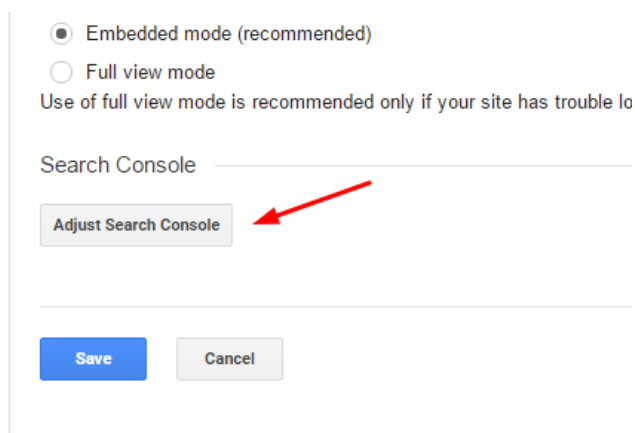 Embedded mode (recommended)
Full view mode
Use of full view mode is recommended only if your site has trouble lo
Search Console
Adjust Search Console
Save
Cancel